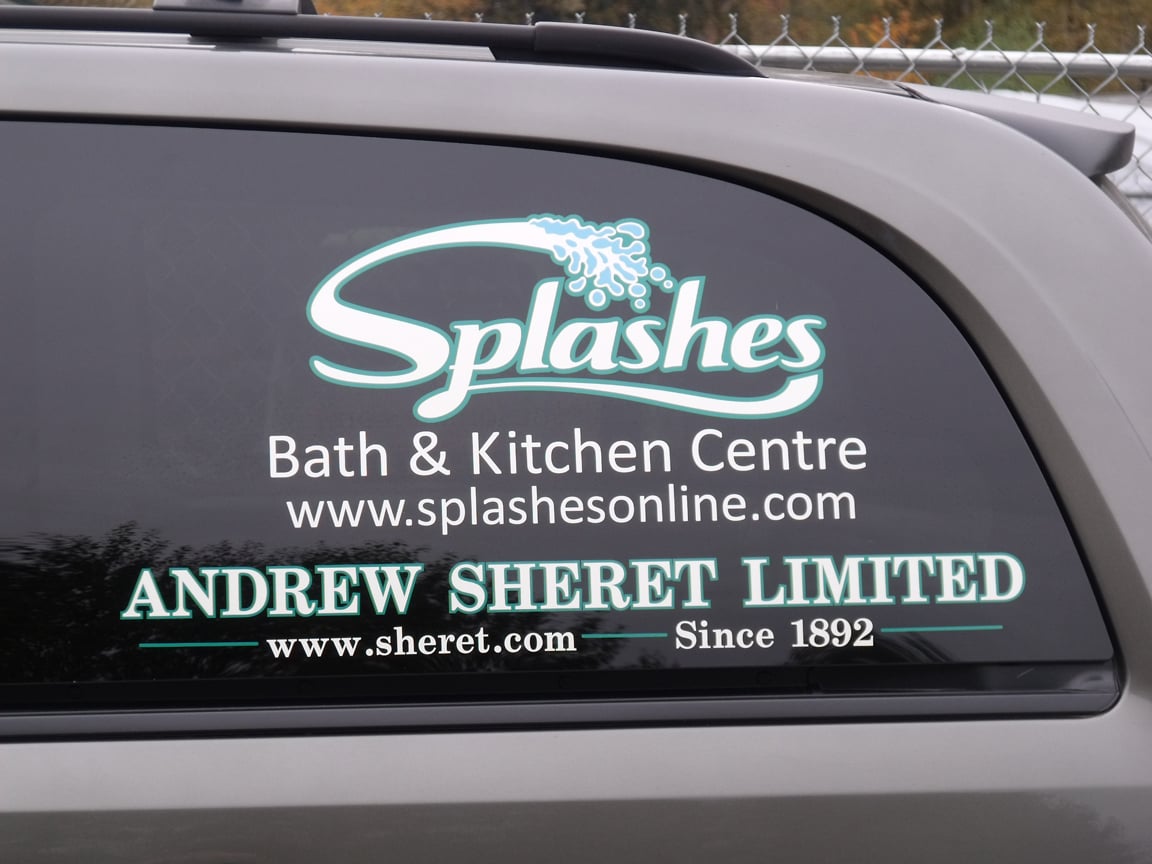 Splashes
Bath & Kitchen Centre
www.splashesonline.com
ANDREW SHERET LIMITED
www.sheret.com Since 1892